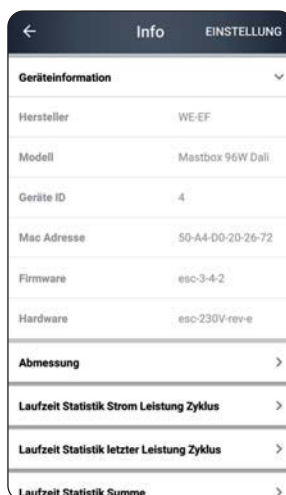 Info EINSTELLUNG
Geräteinformation
Hersteller WE-EF
Modell Mastbox 96W Dali
Geräte ID 4
Mac Adresse 50-A4-D0-20-26-72
Firmware esc-3-4-2
Hardware esc-230V-rev-e
Abmessung
Laufzeit Statistik Strom Leistung Zyklus
Laufzeit Statistik letzter Leistung Zyklus
Laufzeit Statistik Summe